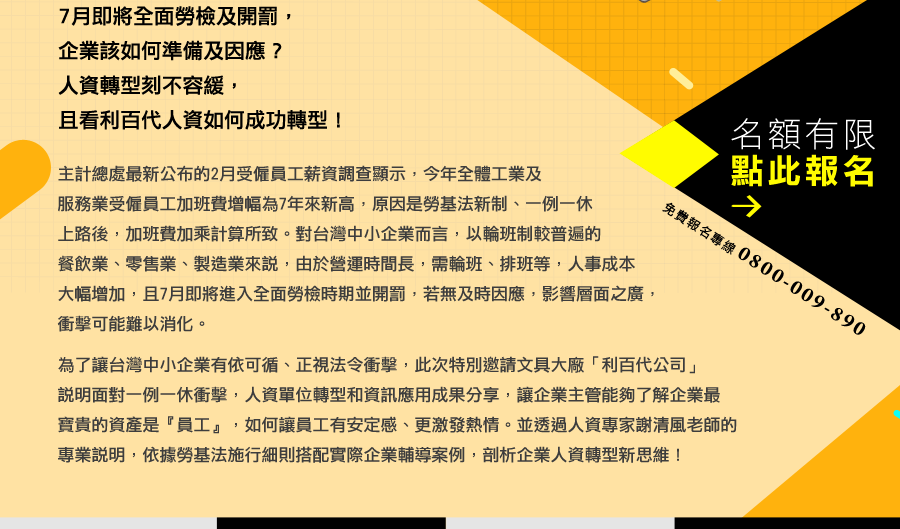 7月即將全面勞檢及開罰，
企業該如何準備及因應？
人資轉型刻不容緩，
且看利百代人資如何成功轉型！
名額有限
點此報名
→
免費報名專線 0800-009-890
主計總處最新公布的2月受僱員工薪資調查顯示，今年全體工業及
服務業受僱員工加班費增幅為7年來新高，原因是勞基法新制、一例一休
上路後，加班費加乘計算所致。對台灣中小企業而言，以輪班制較普遍的
餐飲業、零售業、製造業來說，由於營運時間長，需輪班、排班等，人事成本
大幅增加，且7月即將進入全面勞檢時期並開罰，若無及時因應，影響層面之廣，
衝擊可能難以消化。
為了讓台灣中小企業有依可循、正視法令衝擊，此次特別邀請文具大廠「利百代公司」
說明面對一例一休衝擊，人資單位轉型和資訊應用成果分享，讓企業主管能夠了解企業最
寶貴的資產是『員工』，如何讓員工有安定感、更激發熱情。並透過人資專家謝清風老師的
專業說明，依據勞基法施行細則搭配實際企業輔導案例，剖析企業人資轉型新思維！